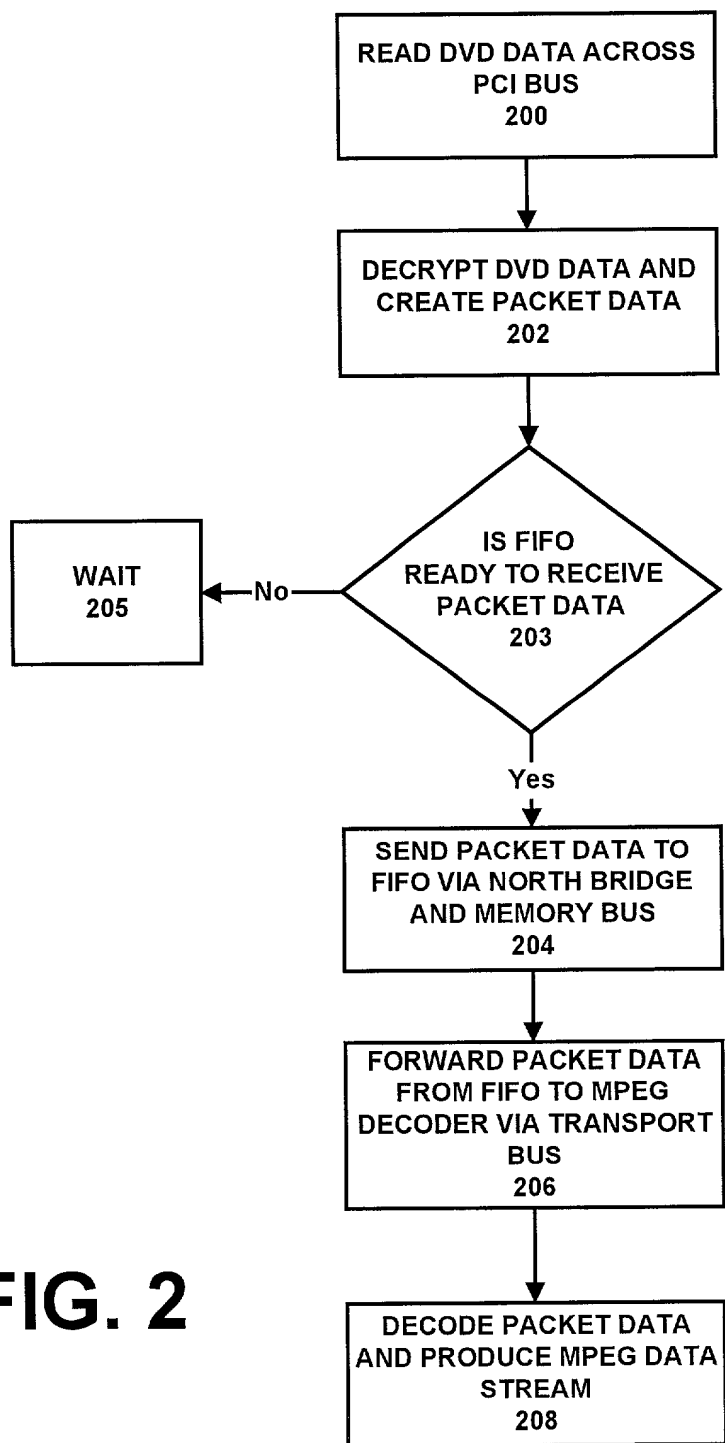 READ DVD DATA ACROSS
PCI BUS
200
DECRYPT DVD DATA AND
CREATE PACKET DATA
202
IS FIFO
READY TO RECEIVE
PACKET DATA
203
No
WAIT
205
Yes
SEND PACKET DATA TO
FIFO VIA NORTH BRIDGE
AND MEMORY BUS
204
FORWARD PACKET DATA
FROM FIFO TO MPEG
DECODER VIA TRANSPORT
BUS
206
DECODE PACKET DATA
AND PRODUCE MPEG DATA
STREAM
208
FIG. 2